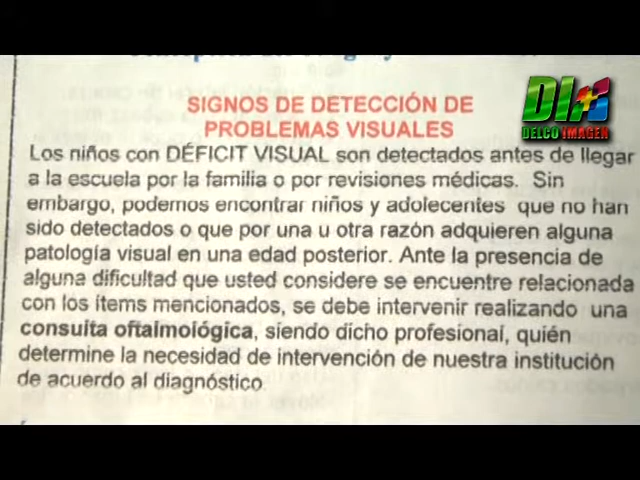 DI
DELCO IMAGEN
SIGNOS DE DETECCIÓN DE
PROBLEMAS VISUALES
Los niños con DÉFICIT VISUAL son detectados antes de llegar
a la escuela por la familia o por revisiones médicas. Sin
embargo, podemos encontrar niños y adolecentes que no han
sido detectados o que por una u otra razón adquieren alguna
patología visual en una edad posterior. Ante la presencia de
alguna dificultad que usted considere se encuentre relacionada
con los ítems mencionados, se debe intervenir realizando una
consulta oftalmológica, siendo dicho profesional, quién
determine la necesidad de intervención de nuestra institución
de acuerdo al diagnóstico